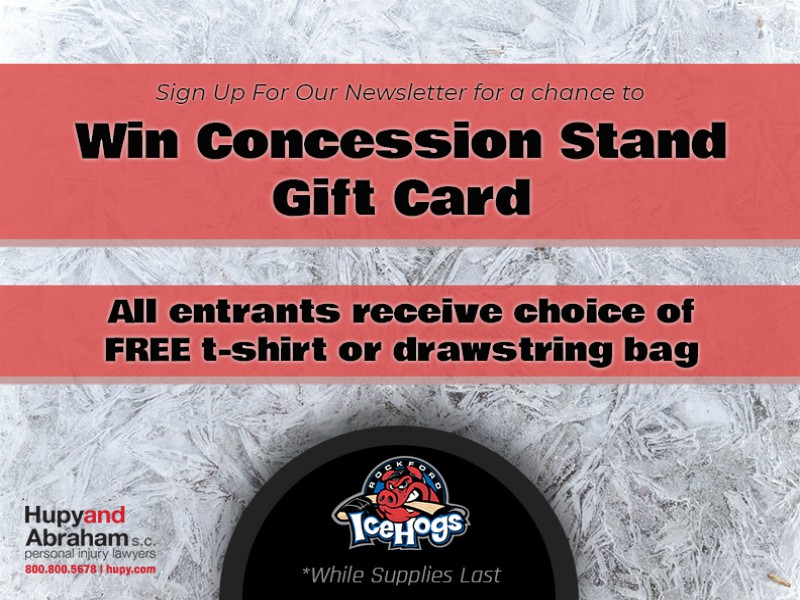 Sign Up For Our Newsletter for a chance to
Win Concession Stand
Gift Card
All entrants receive choice of
FREE t-shirt or drawstring bag
ROCKFORD
IceHogs
*While Supplies Last
Hupyand
Abraham s.c.
personal injury lawyers
800.800.5678 | hupy.com